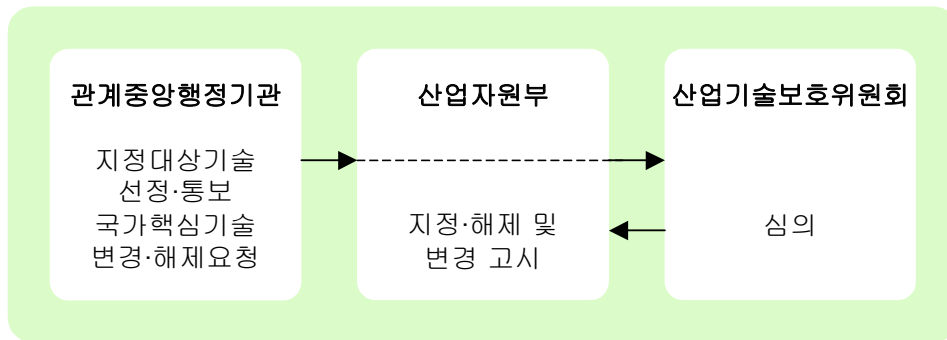 관계중앙행정기관
지정대상기술
선정·통보
국가핵심기술
변경·해제요청
산업자원부
지정·해제 및
변경 고시
산업기술보호위원회
심의